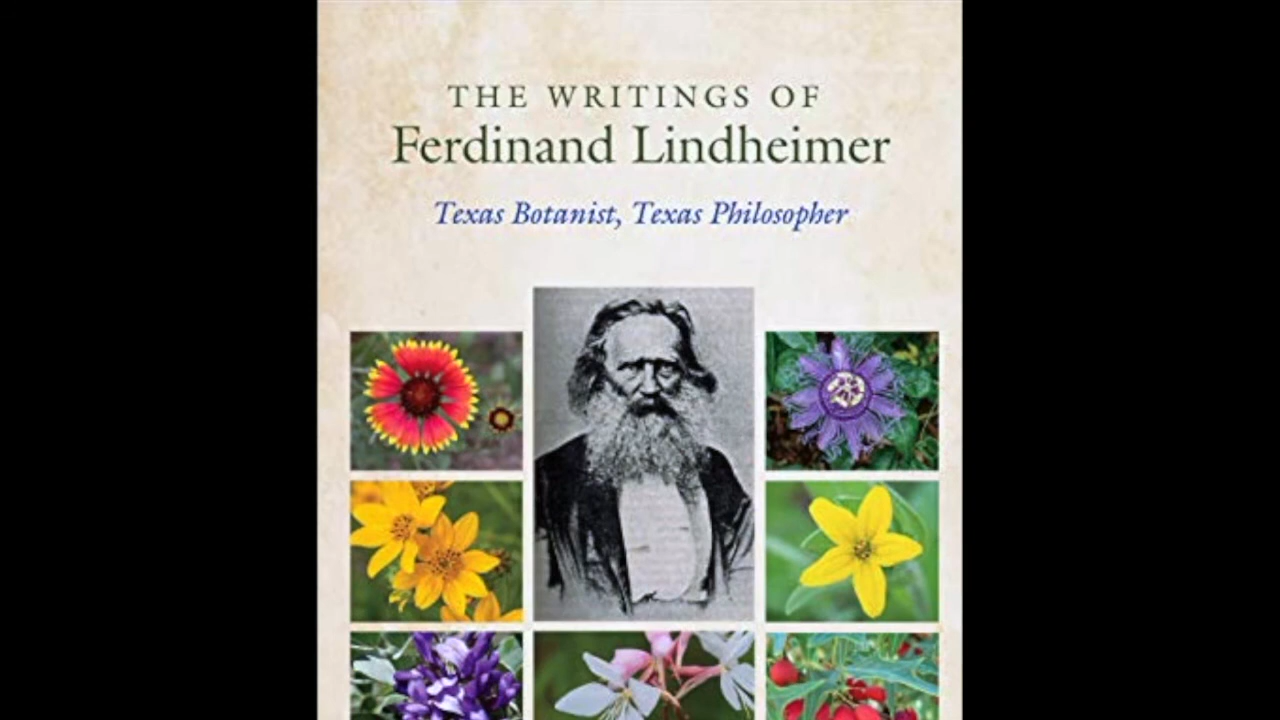 THE WRITINGS OF
Ferdinand Lindheimer
Texas Botanist, Texas Philosopher